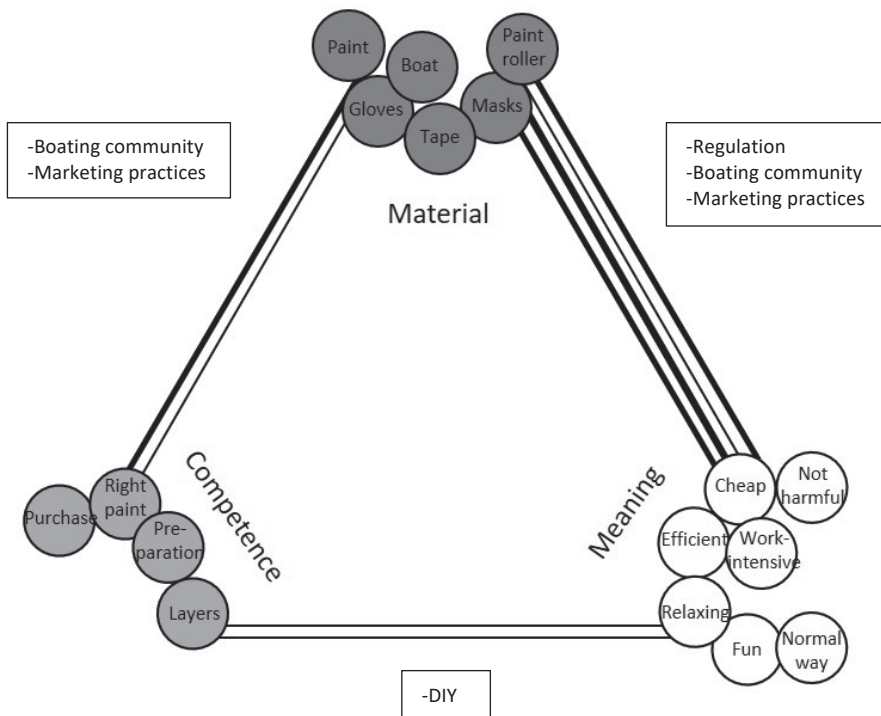 Paint
Boat
Paint
roller
Gloves
Tape
Masks
Material
-Boating community
-Marketing practices
-Regulation
-Boating community
-Marketing practices
Competence
Meaning
Purchase
Right
paint
Pre-
paration
Layers
Cheap
Not
harmful
Efficient
Work-
intensive
Relaxing
Fun
Normal
way
-DIY